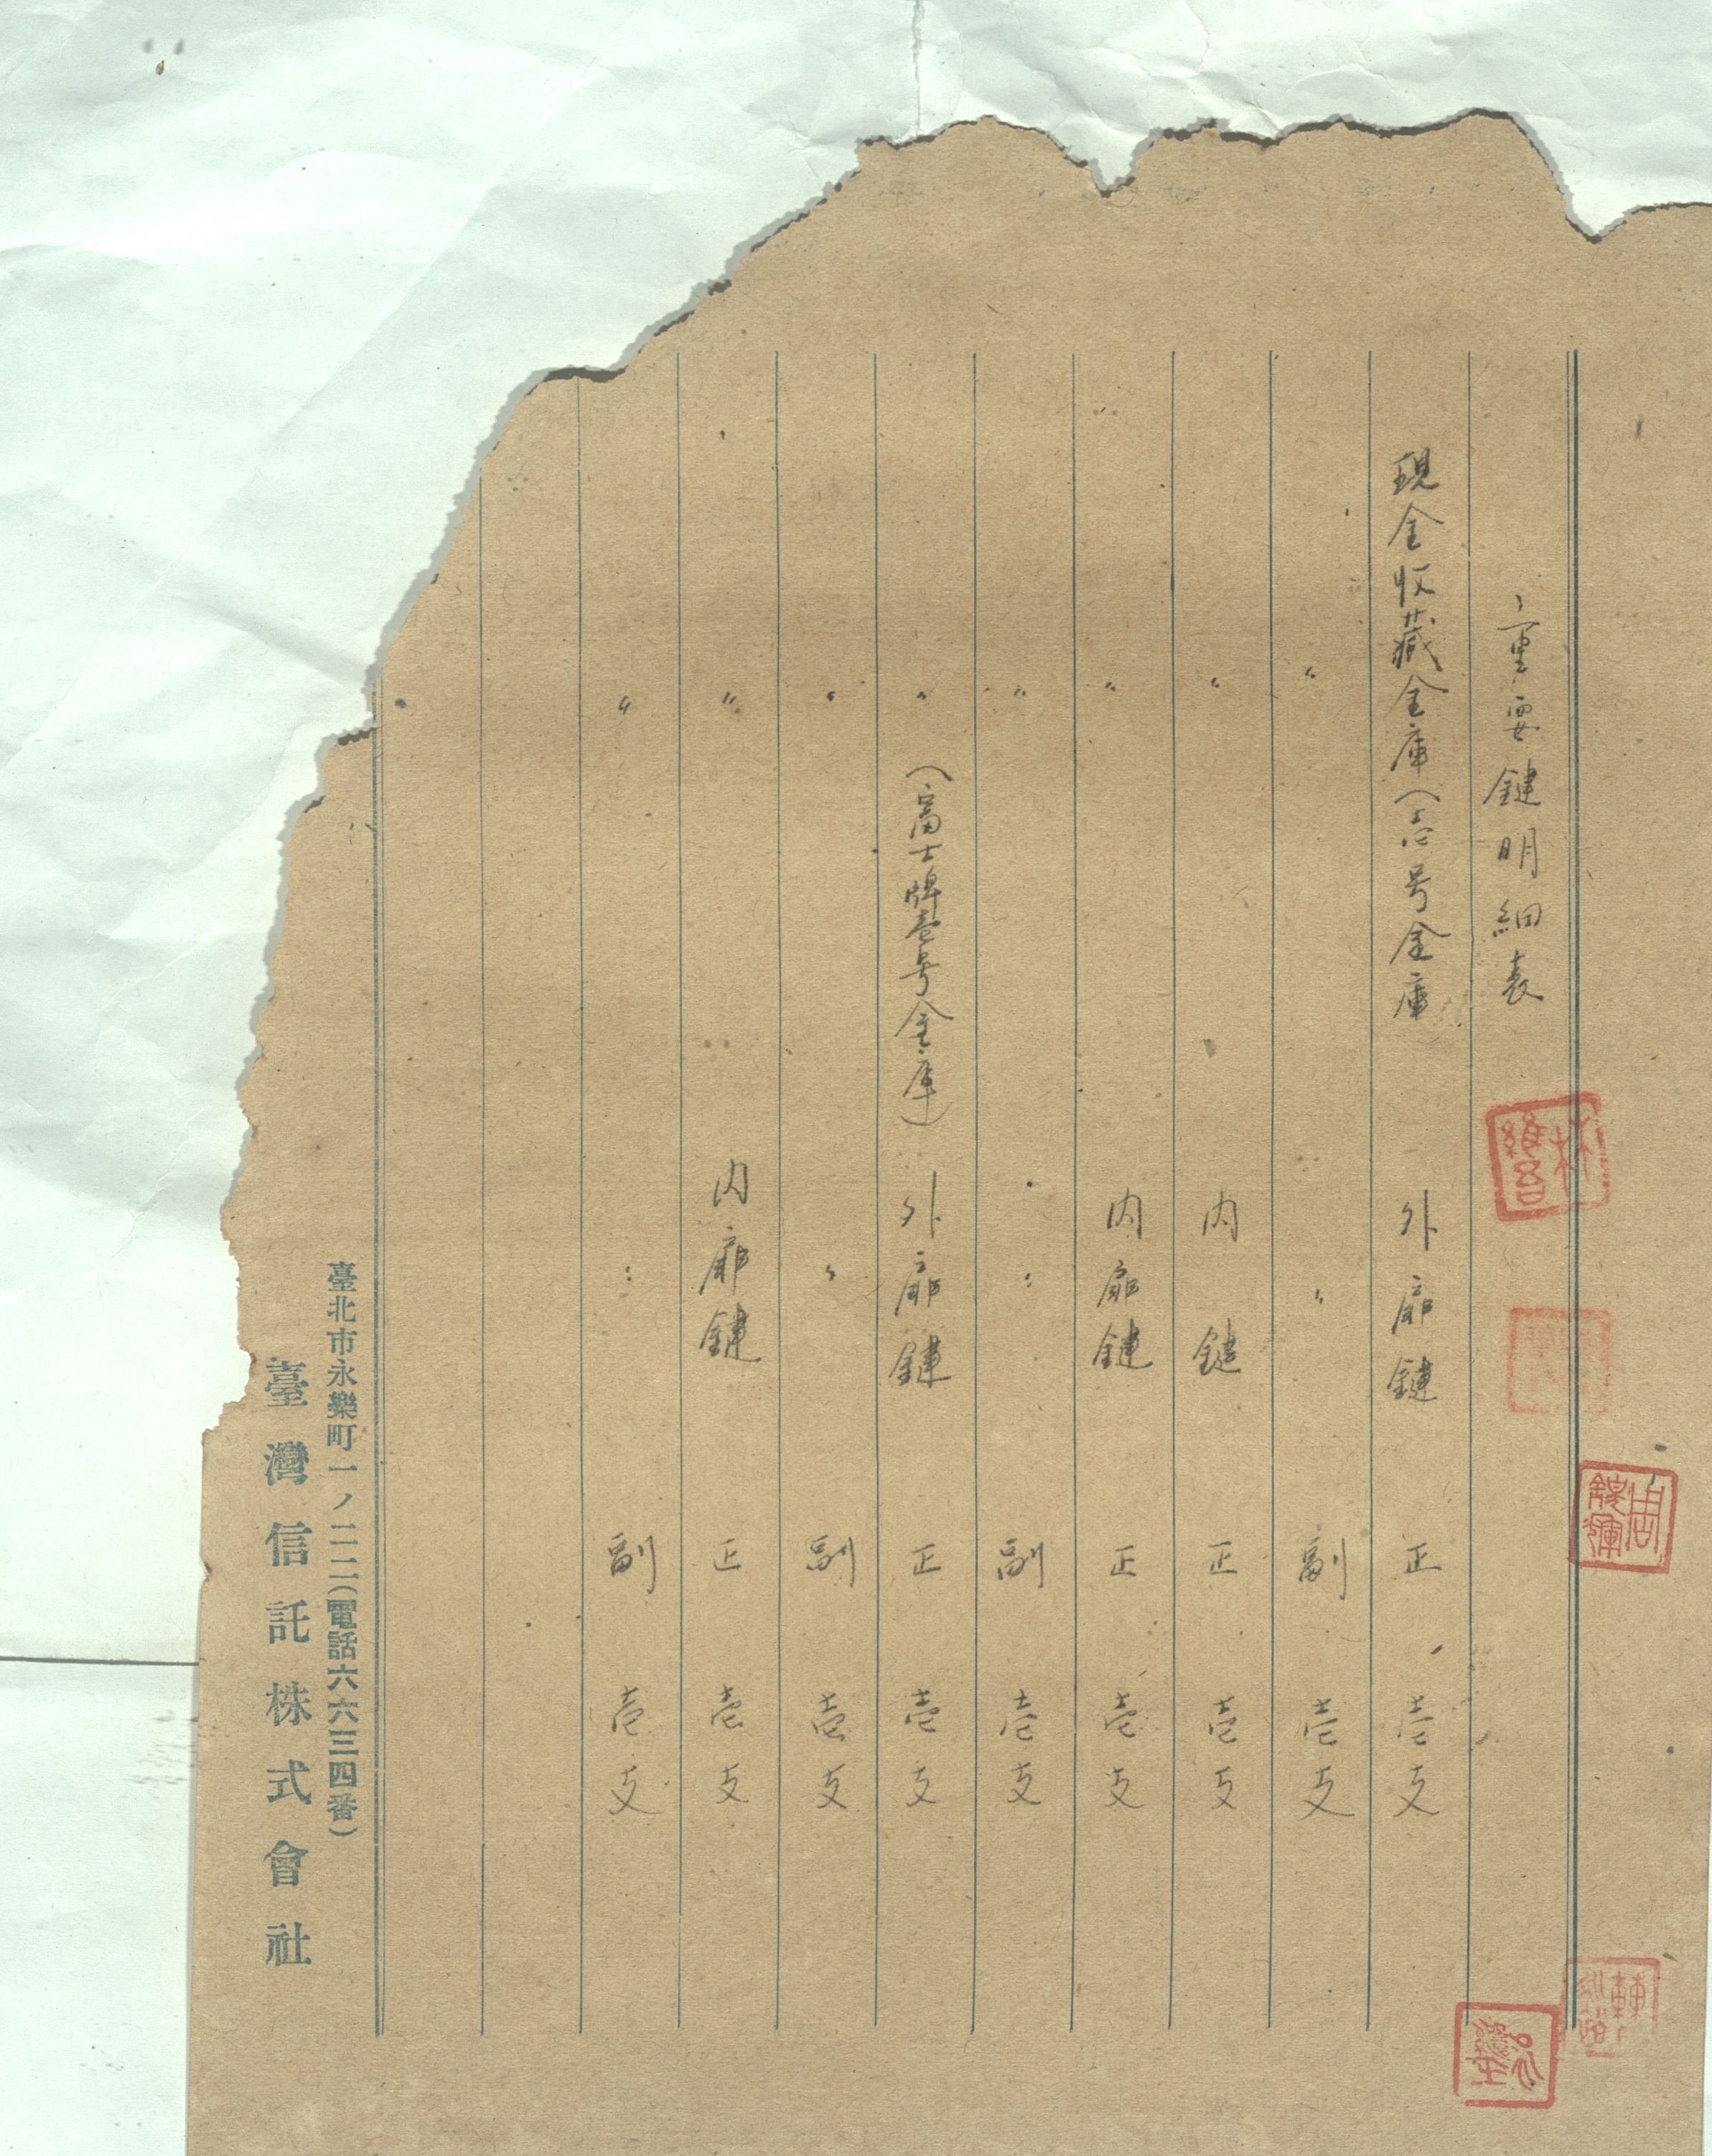 重要鍵明細表
現金收藏金庫(壱号金庫 外扉鍵 正 壱支
〃 〃 副 壱支
〃 内鍵 正 壱支
〃 内扉鍵 正 壱支
〃 〃 副 壱支
〃 (富士牌壱号金庫) 外扉鍵 正 壱支
〃 〃 副 壱支
〃 内扉鍵 正 壱支
〃 〃 副 壱支
臺北市永樂町一ノ二二(電話六六三四番)
臺灣信託株式會社
林維吾